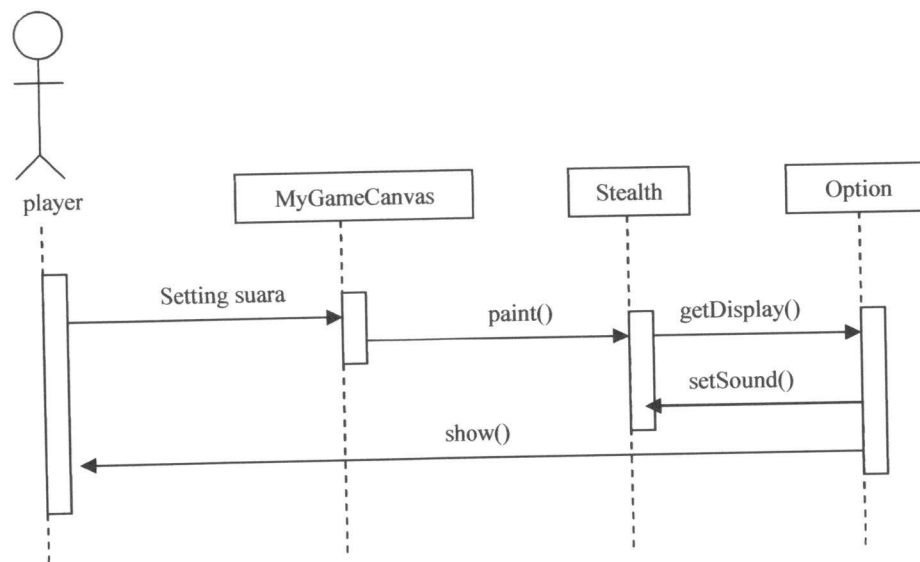 player
MyGameCanvas
Stealth
Option
Setting suara
paint()
getDisplay()
setSound()
show()